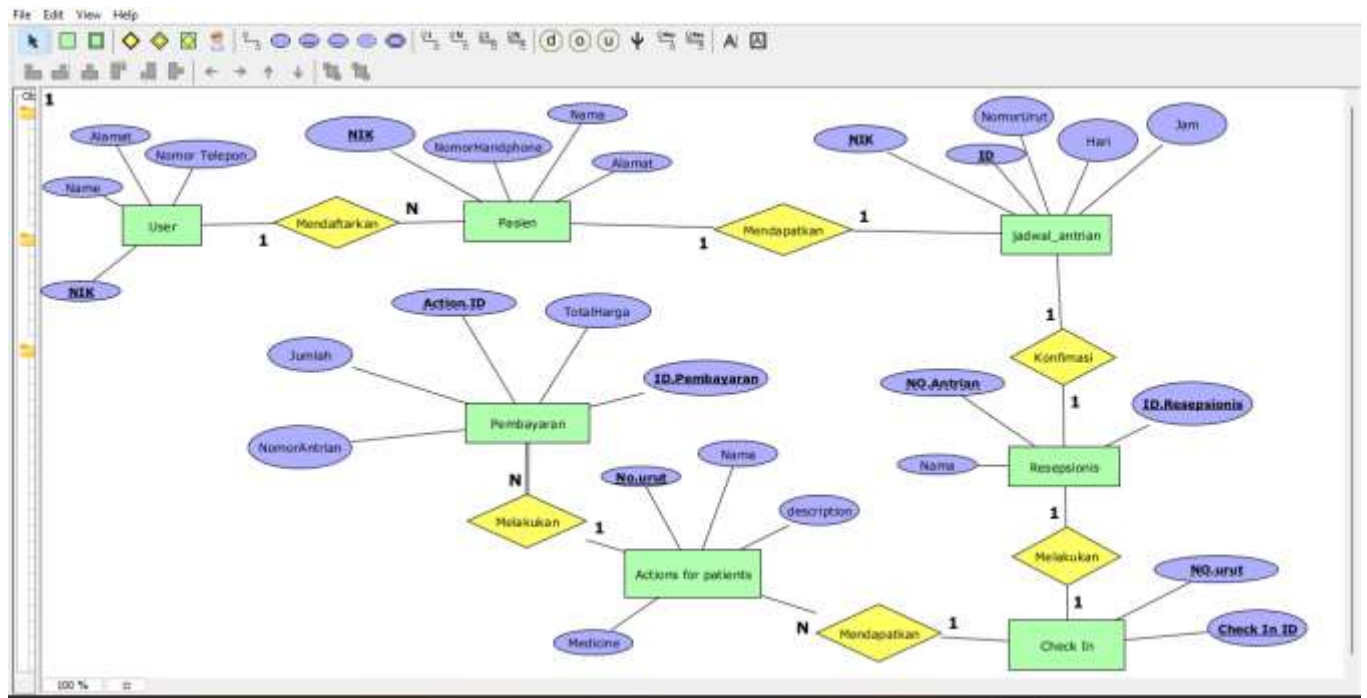 File Edit View Help
1
Alamat
Nomor Telepon
Name
User
NIK
1
Mendaftarkan
N
NIK
NomorHandphone
Nama
Alamat
Pasien
1
Mendapatkan
1
NIK
ID
NomorUrut
Hari
Jam
jadwal_antrian
1
Konfimasi
1
NO.Antrian
ID.Resepsionis
Nama
Resepsionis
1
Melakukan
1
NO.urut
Check In ID
Check In
1
Mendapatkan
N
No.urut
Nama
description
Actions for patients
Medicine
1
Melakukan
N
Action.ID
TotalHarga
Jumlah
ID.Pembayaran
NomorAntrian
Pembayaran
100 %